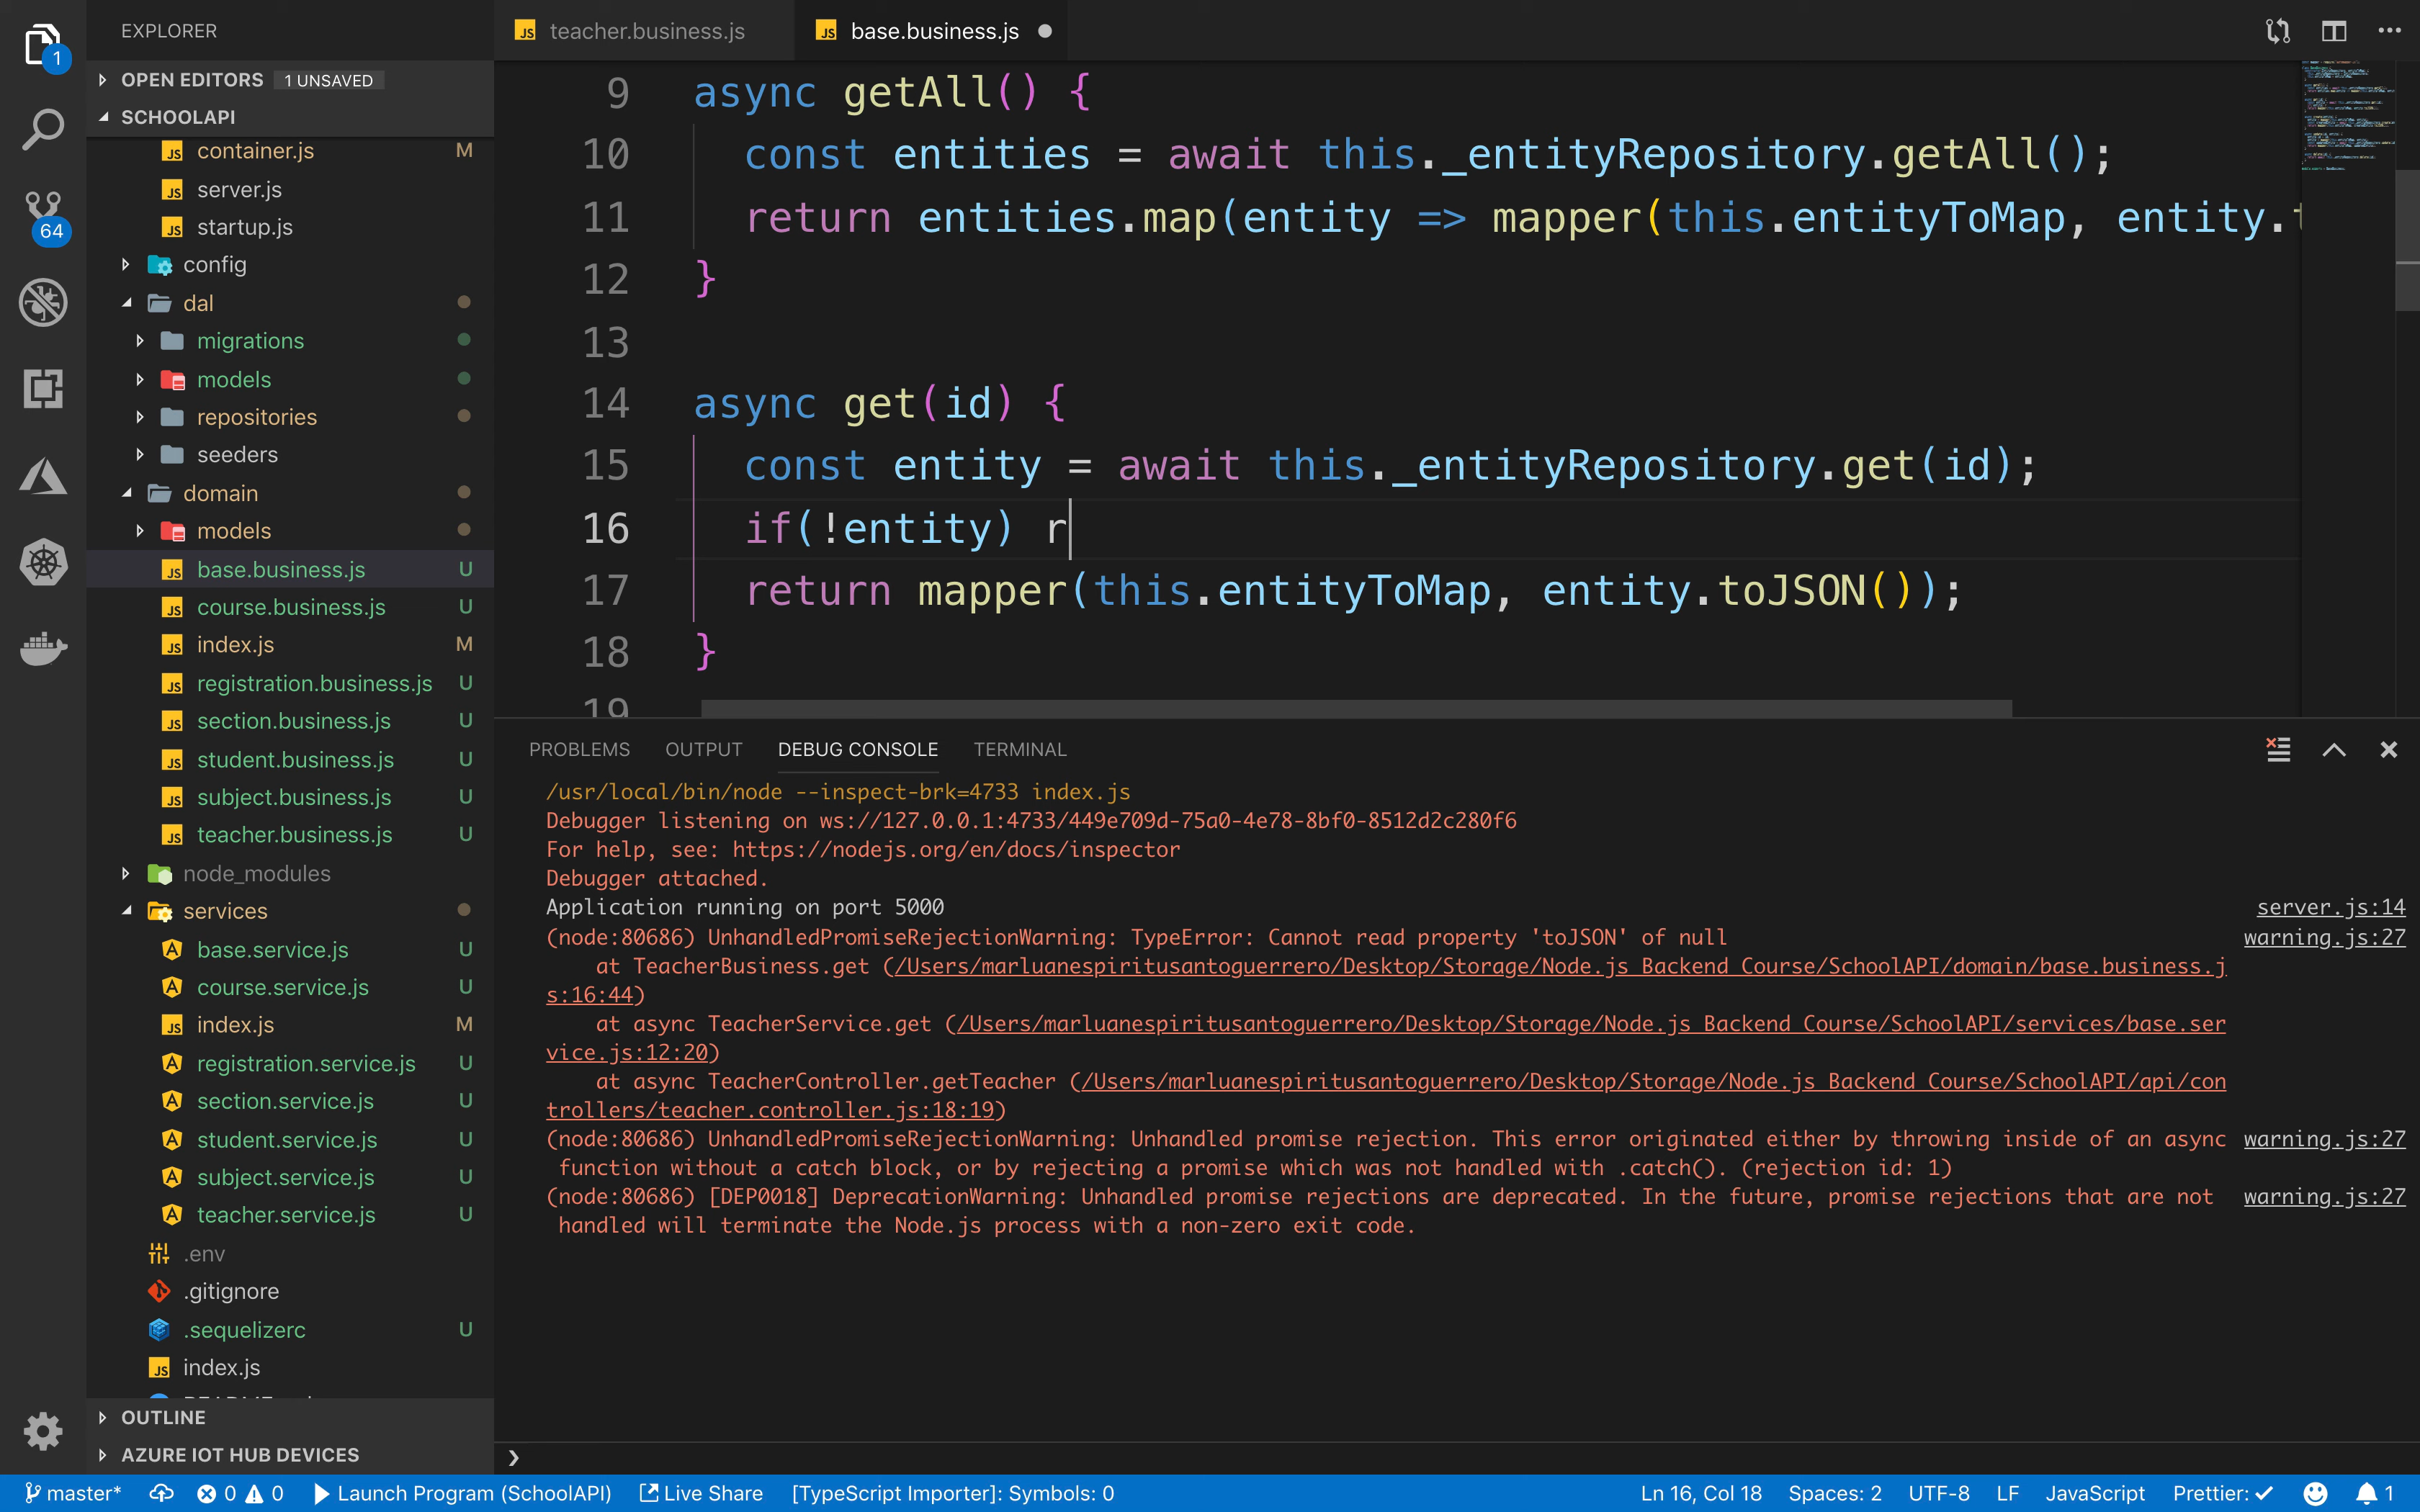 EXPLORER
OPEN EDITORS 1 UNSAVED
SCHOOLAPI
container.js M
server.js
startup.js
config
dal
migrations
models
repositories
seeders
domain
models
base.business.js U
course.business.js U
index.js M
registration.business.js U
section.business.js U
student.business.js U
subject.business.js U
teacher.business.js U
node_modules
services
base.service.js U
course.service.js U
index.js M
registration.service.js U
section.service.js U
student.service.js U
subject.service.js U
teacher.service.js U
.env
.gitignore
.sequelizerc U
index.js
OUTLINE
AZURE IOT HUB DEVICES
1
64
teacher.business.js
base.business.js
9 async getAll() {
10 const entities = await this._entityRepository.getAll();
11 return entities.map(entity => mapper(this.entityToMap, entity.t
12 }
13
14 async get(id) {
15 const entity = await this._entityRepository.get(id);
16 if(!entity) r
17 return mapper(this.entityToMap, entity.toJSON());
18 }
19
PROBLEMS OUTPUT DEBUG CONSOLE TERMINAL
/usr/local/bin/node --inspect-brk=4733 index.js
Debugger listening on ws://127.0.0.1:4733/449e709d-75a0-4e78-8bf0-8512d2c280f6
For help, see: https://nodejs.org/en/docs/inspector
Debugger attached.
Application running on port 5000 server.js:14
(node:80686) UnhandledPromiseRejectionWarning: TypeError: Cannot read property 'toJSON' of null warning.js:27
at TeacherBusiness.get (/Users/marluanespiritusantoguerrero/Desktop/Storage/Node.js Backend Course/SchoolAPI/domain/base.business.j
s:16:44)
at async TeacherService.get (/Users/marluanespiritusantoguerrero/Desktop/Storage/Node.js Backend Course/SchoolAPI/services/base.ser
vice.js:12:20)
at async TeacherController.getTeacher (/Users/marluanespiritusantoguerrero/Desktop/Storage/Node.js Backend Course/SchoolAPI/api/con
trollers/teacher.controller.js:18:19)
(node:80686) UnhandledPromiseRejectionWarning: Unhandled promise rejection. This error originated either by throwing inside of an async warning.js:27
function without a catch block, or by rejecting a promise which was not handled with .catch(). (rejection id: 1)
(node:80686) [DEP0018] DeprecationWarning: Unhandled promise rejections are deprecated. In the future, promise rejections that are not warning.js:27
handled will terminate the Node.js process with a non-zero exit code.
master* 0 0 Launch Program (SchoolAPI) Live Share [TypeScript Importer]: Symbols: 0 Ln 16, Col 18 Spaces: 2 UTF-8 LF JavaScript Prettier: ✓ 1